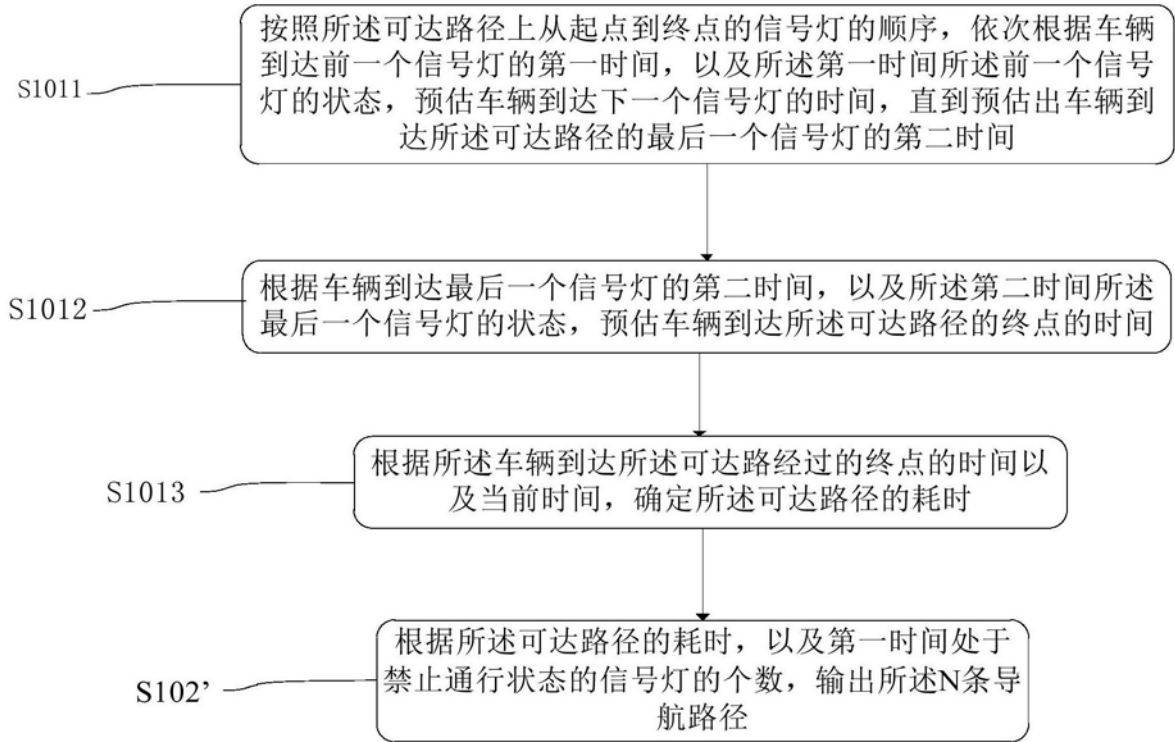 S1011
按照所述可达路径上从起点到终点的信号灯的顺序，依次根据车辆
到达前一个信号灯的第一时间，以及所述第一时间所述前一个信号
灯的状态，预估车辆到达下一个信号灯的时间，直到预估出车辆到
达所述可达路径的最后一个信号灯的第二时间
S1012
根据车辆到达最后一个信号灯的第二时间，以及所述第二时间所述
最后一个信号灯的状态，预估车辆到达所述可达路径的终点的时间
S1013
根据所述车辆到达所述可达路经过的终点的时间以
及当前时间，确定所述可达路径的耗时
S102’
根据所述可达路径的耗时，以及第一时间处于
禁止通行状态的信号灯的个数，输出所述N条导
航路径